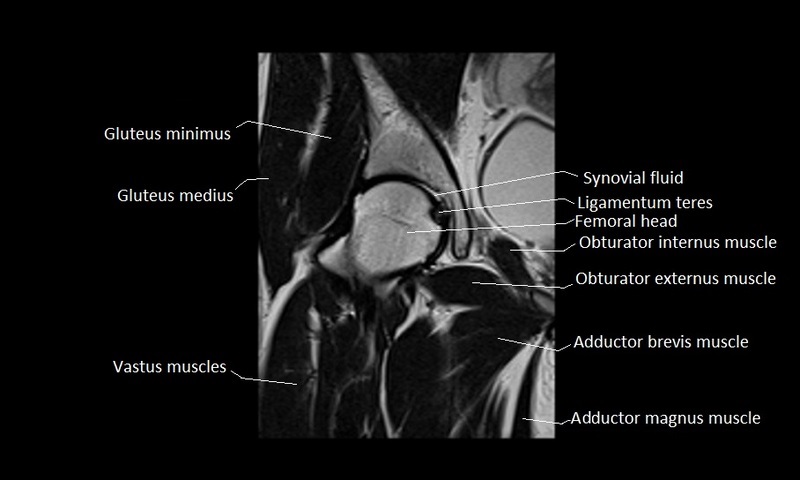 Gluteus minimus
Gluteus medius
Synovial fluid
Ligamentum teres
Femoral head
Obturator internus muscle
Obturator externus muscle
Adductor brevis muscle
Vastus muscles
Adductor magnus muscle